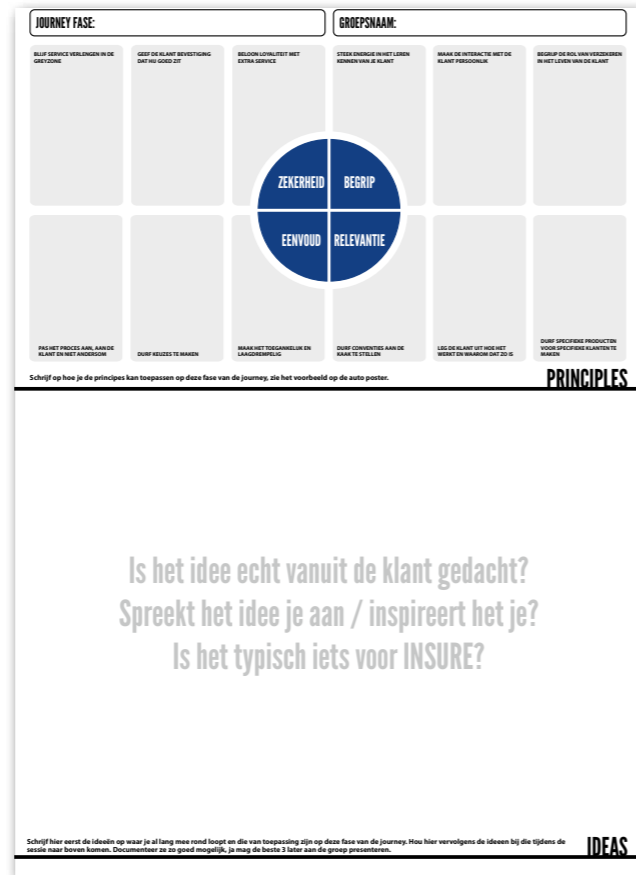 JOURNEY FASE:
GROEPSNAAM:
BLIJF SERVICE VERLENGEN IN DE
GREYZONE
GEEF DE KLANT BEVESTIGING
DAT HIJ GOED ZIT
BELOON LOYALITEIT MET
EXTRA SERVICE
STEEK ENERGIE IN HET LEREN
KENNEN VAN JE KLANT
MAAK DE INTERACTIE MET DE
KLANT PERSOONLIJK
BEGRIJP DE ROL VAN VERZEKEREN
IN HET LEVEN VAN DE KLANT
ZEKERHEID
BEGRIP
EENVOUD
RELEVANTIE
PAS HET PROCES AAN, AAN DE
KLANT EN NIET ANDERSOM
DURF KEUZES TE MAKEN
MAAK HET TOEGANKELIJK EN
LAAGDREMPELIG
DURF CONVENTIES AAN DE
KAAK TE STELLEN
LEG DE KLANT UIT HOE HET
WERKT EN WAAROM DAT ZO IS
DURF SPECIFIEKE PRODUCTEN
VOOR SPECIFIEKE KLANTEN TE
MAKEN
Schrijf op hoe je de principes kan toepassen op deze fase van de journey, zie het voorbeeld op de auto poster.
PRINCIPLES
Is het idee echt vanuit de klant gedacht?
Spreekt het idee je aan / inspireert het je?
Is het typisch iets voor INSURE?
Schrijf hier eerst de ideeën op waar je al lang mee rond loopt en die van toepassing zijn op deze fase van de journey. Hou hier vervolgens de ideeen bij die tijdens de
sessie naar boven komen. Documenteer ze zo goed mogelijk, je mag de beste 3 later aan de groep presenteren.
IDEAS